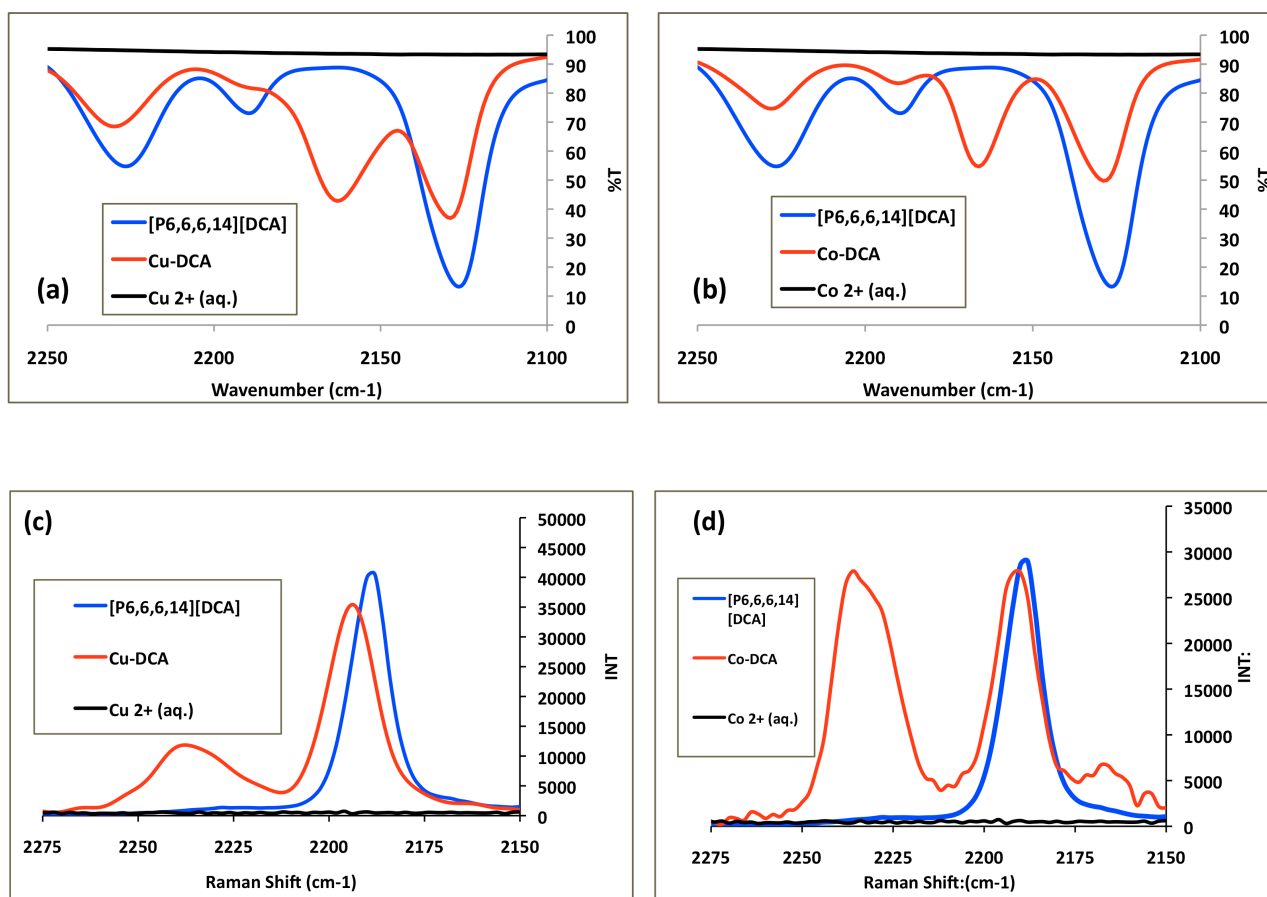 100
90
80
70
60
50
40
30
20
10
0
%T
[P6,6,6,14][DCA]
Cu-DCA
Cu 2+ (aq.)
(a)
2250 2200 2150 2100
Wavenumber (cm-1)
100
90
80
70
60
50
40
30
20
10
0
%T
[P6,6,6,14][DCA]
Co-DCA
Co 2+ (aq.)
(b)
2250 2200 2150 2100
Wavenumber (cm-1)
(c)
50000
45000
40000
35000
30000
25000
20000
15000
10000
5000
0
INT
[P6,6,6,14][DCA]
Cu-DCA
Cu 2+ (aq.)
2275 2250 2225 2200 2175 2150
Raman Shift (cm-1)
(d)
35000
30000
25000
20000
15000
10000
5000
0
INT:
[P6,6,6,14]
[DCA]
Co-DCA
Co 2+ (aq.)
2275 2250 2225 2200 2175 2150
Raman Shift:(cm-1)